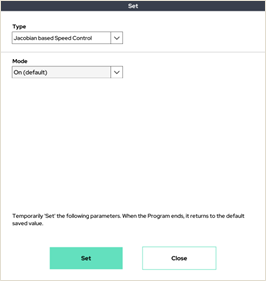 Set
Type
Jacobian based Speed Control
Mode
On (default)
Temporarily 'Set' the following parameters. When the Program ends, it returns to the default
saved value.
Set
Close